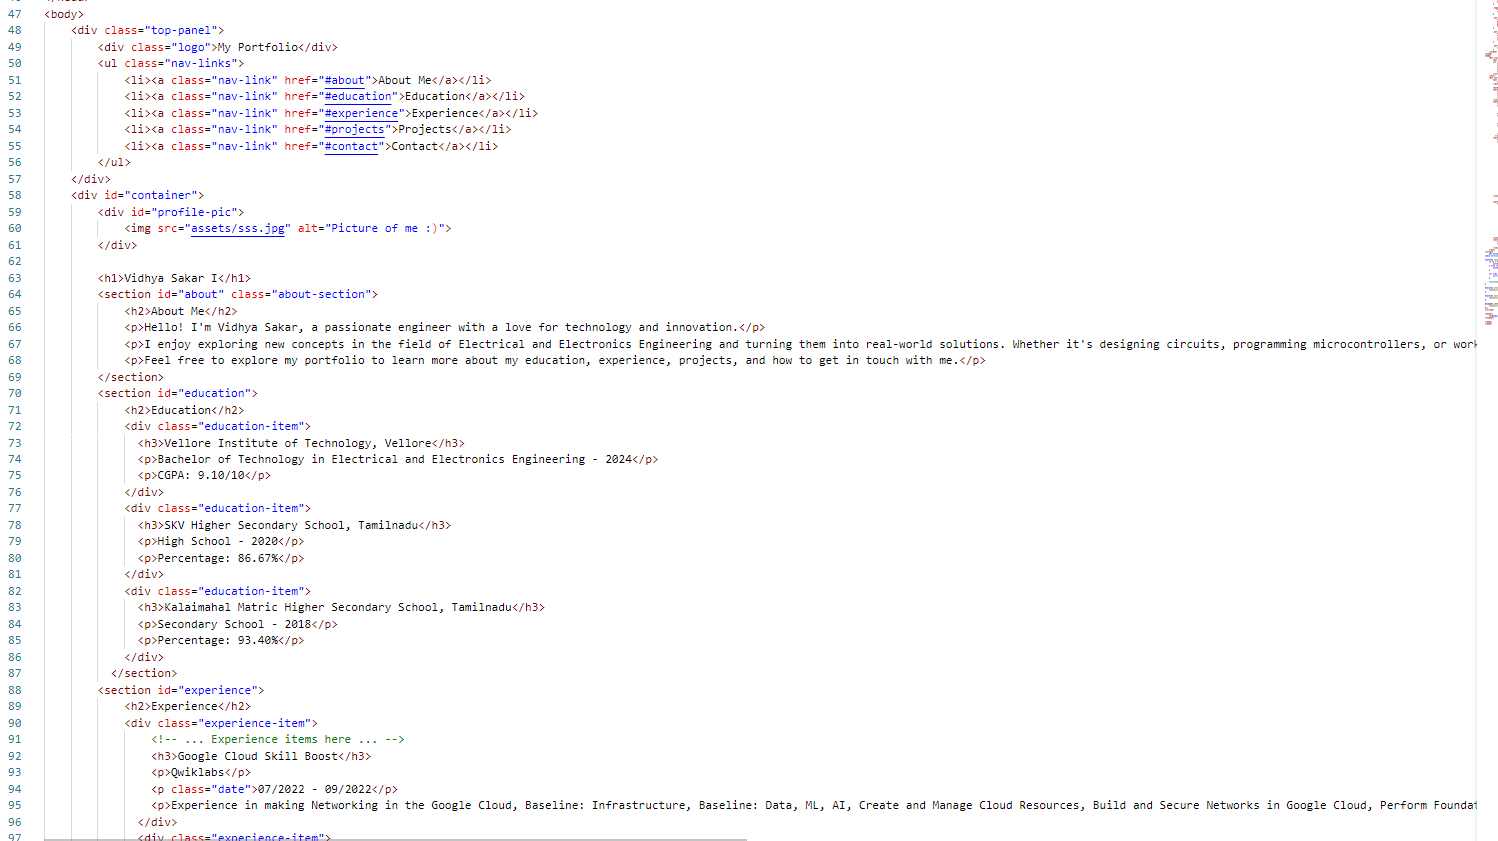 47 <body>
48 <div class="top-panel">
49 <div class="logo">My Portfolio</div>
50 <ul class="nav-links">
51 <li><a class="nav-link" href="#about">About Me</a></li>
52 <li><a class="nav-link" href="#education">Education</a></li>
53 <li><a class="nav-link" href="#experience">Experience</a></li>
54 <li><a class="nav-link" href="#projects">Projects</a></li>
55 <li><a class="nav-link" href="#contact">Contact</a></li>
56 </ul>
57 </div>
58 <div id="container">
59 <div id="profile-pic">
60 <img src="assets/sss.jpg" alt="Picture of me :)">
61 </div>
62
63 <h1>Vidhya Sakar I</h1>
64 <section id="about" class="about-section">
65 <h2>About Me</h2>
66 <p>Hello! I'm Vidhya Sakar, a passionate engineer with a love for technology and innovation.</p>
67 <p>I enjoy exploring new concepts in the field of Electrical and Electronics Engineering and turning them into real-world solutions. Whether it's designing circuits, programming microcontrollers, or work
68 <p>Feel free to explore my portfolio to learn more about my education, experience, projects, and how to get in touch with me.</p>
69 </section>
70 <section id="education">
71 <h2>Education</h2>
72 <div class="education-item">
73 <h3>Vellore Institute of Technology, Vellore</h3>
74 <p>Bachelor of Technology in Electrical and Electronics Engineering - 2024</p>
75 <p>CGPA: 9.10/10</p>
76 </div>
77 <div class="education-item">
78 <h3>SKV Higher Secondary School, Tamilnadu</h3>
79 <p>High School - 2020</p>
80 <p>Percentage: 86.67%</p>
81 </div>
82 <div class="education-item">
83 <h3>Kalaimahal Matric Higher Secondary School, Tamilnadu</h3>
84 <p>Secondary School - 2018</p>
85 <p>Percentage: 93.40%</p>
86 </div>
87 </section>
88 <section id="experience">
89 <h2>Experience</h2>
90 <div class="experience-item">
91 <!-- ... Experience items here ... -->
92 <h3>Google Cloud Skill Boost</h3>
93 <p>Qwiklabs</p>
94 <p class="date">07/2022 - 09/2022</p>
95 <p>Experience in making Networking in the Google Cloud, Baseline: Infrastructure, Baseline: Data, ML, AI, Create and Manage Cloud Resources, Build and Secure Networks in Google Cloud, Perform Foundat
96 </div>
97 <div class="experience-item">